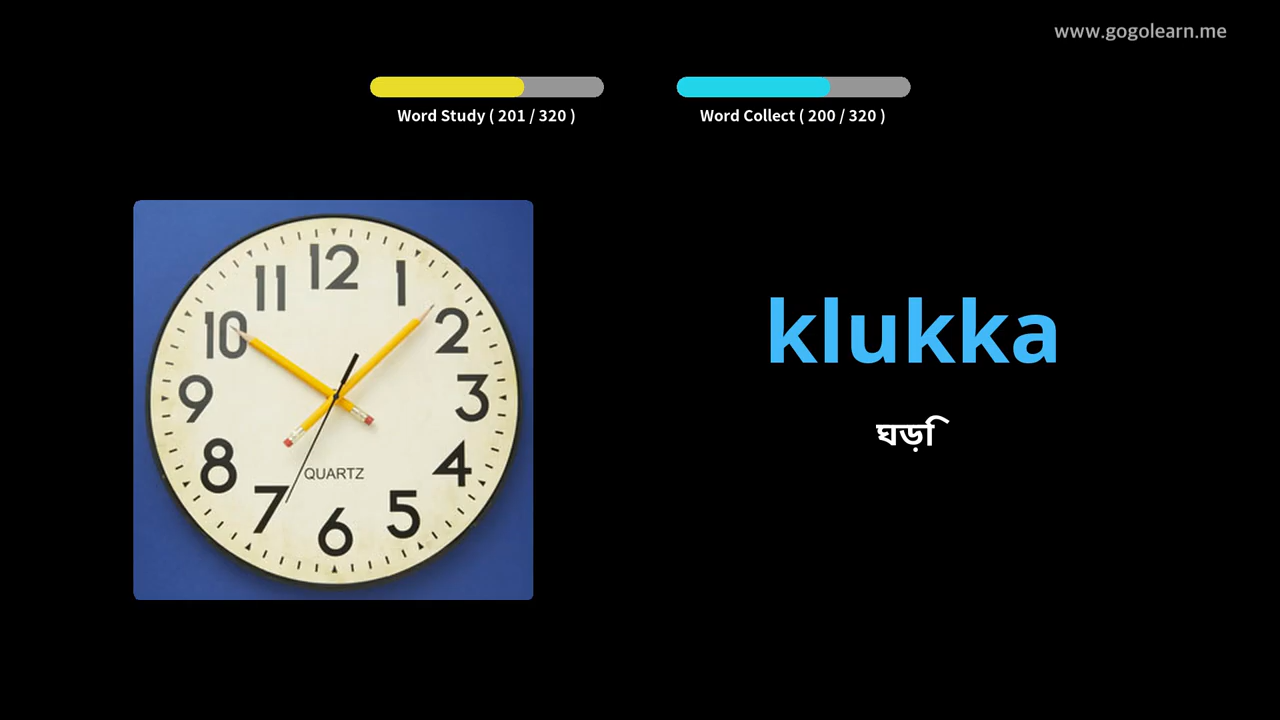 www.gogolearn.me
Word Study ( 201 / 320 )
Word Collect ( 200 / 320 )
12
11
1
10
2
9
3
8
4
7
5
6
QUARTZ
klukka
ঘড়ি